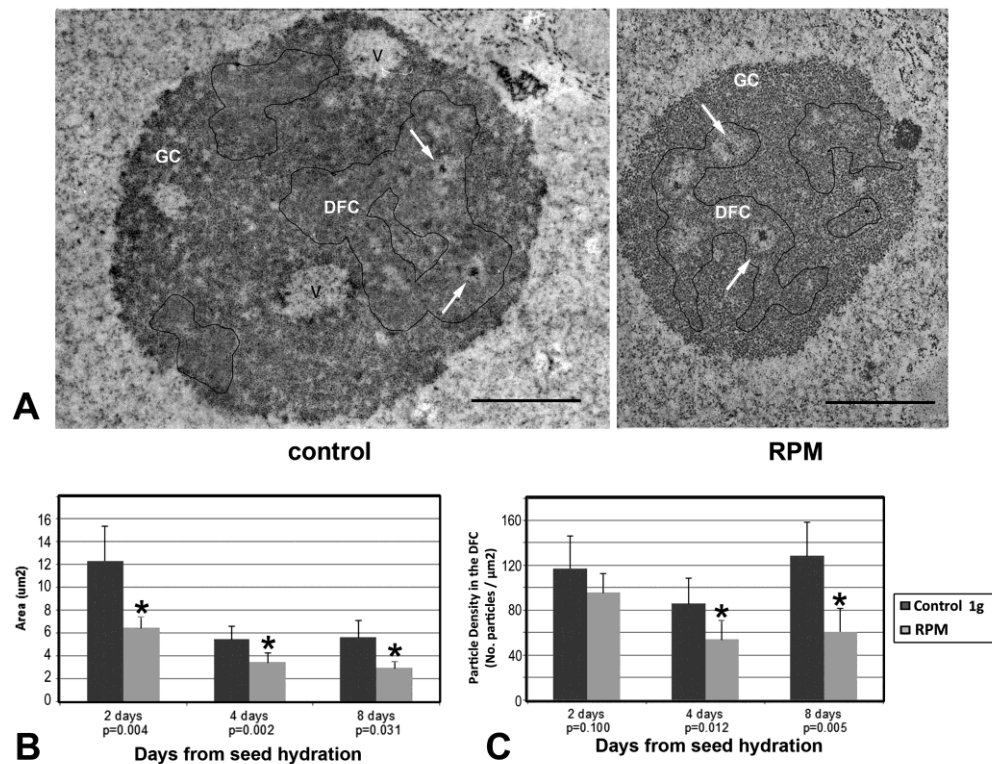 V
GC
DFC
V
GC
DFC
A
control
RPM
Area (um2)
16
14
12
10
8
6
4
2
0
*
*
*
2 days
4 days
8 days
p=0.004
p=0.002
p=0.031
B
Days from seed hydration
Particle Density in the DFC
(No. particles / μm2)
160
120
80
40
0
*
*
2 days
4 days
8 days
p=0.100
p=0.012
p=0.005
C
Days from seed hydration
Control 1g
RPM